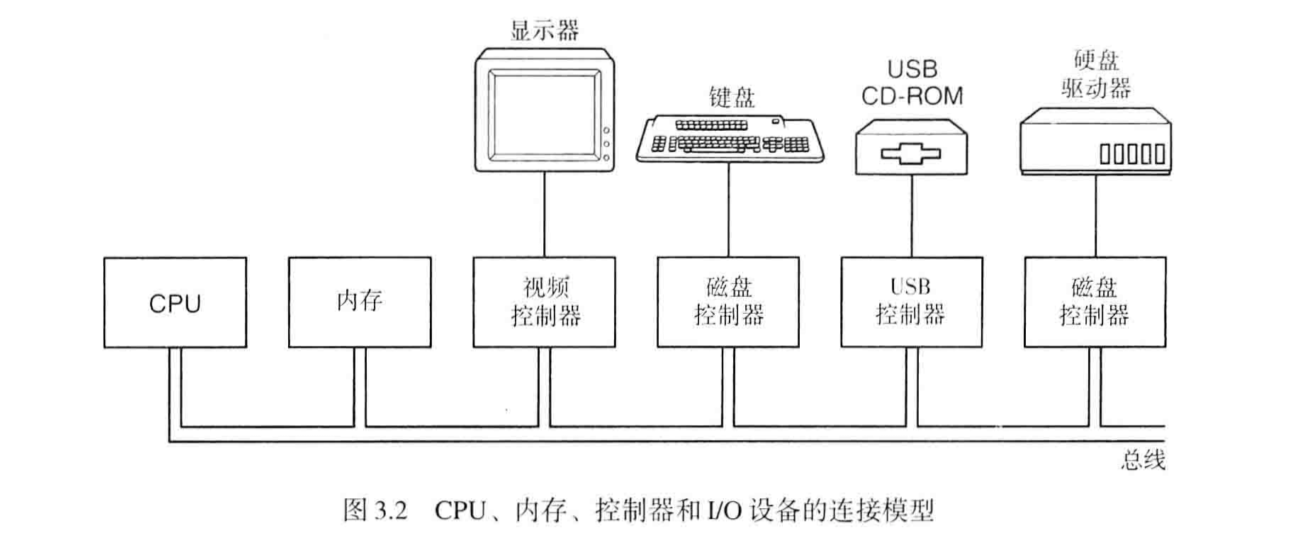 显示器
键盘
USB
CD-ROM
硬盘
驱动器
CPU
内存
视频
控制器
磁盘
控制器
USB
控制器
磁盘
控制器
总线
图 3.2 CPU、内存、控制器和 I/O 设备的连接模型